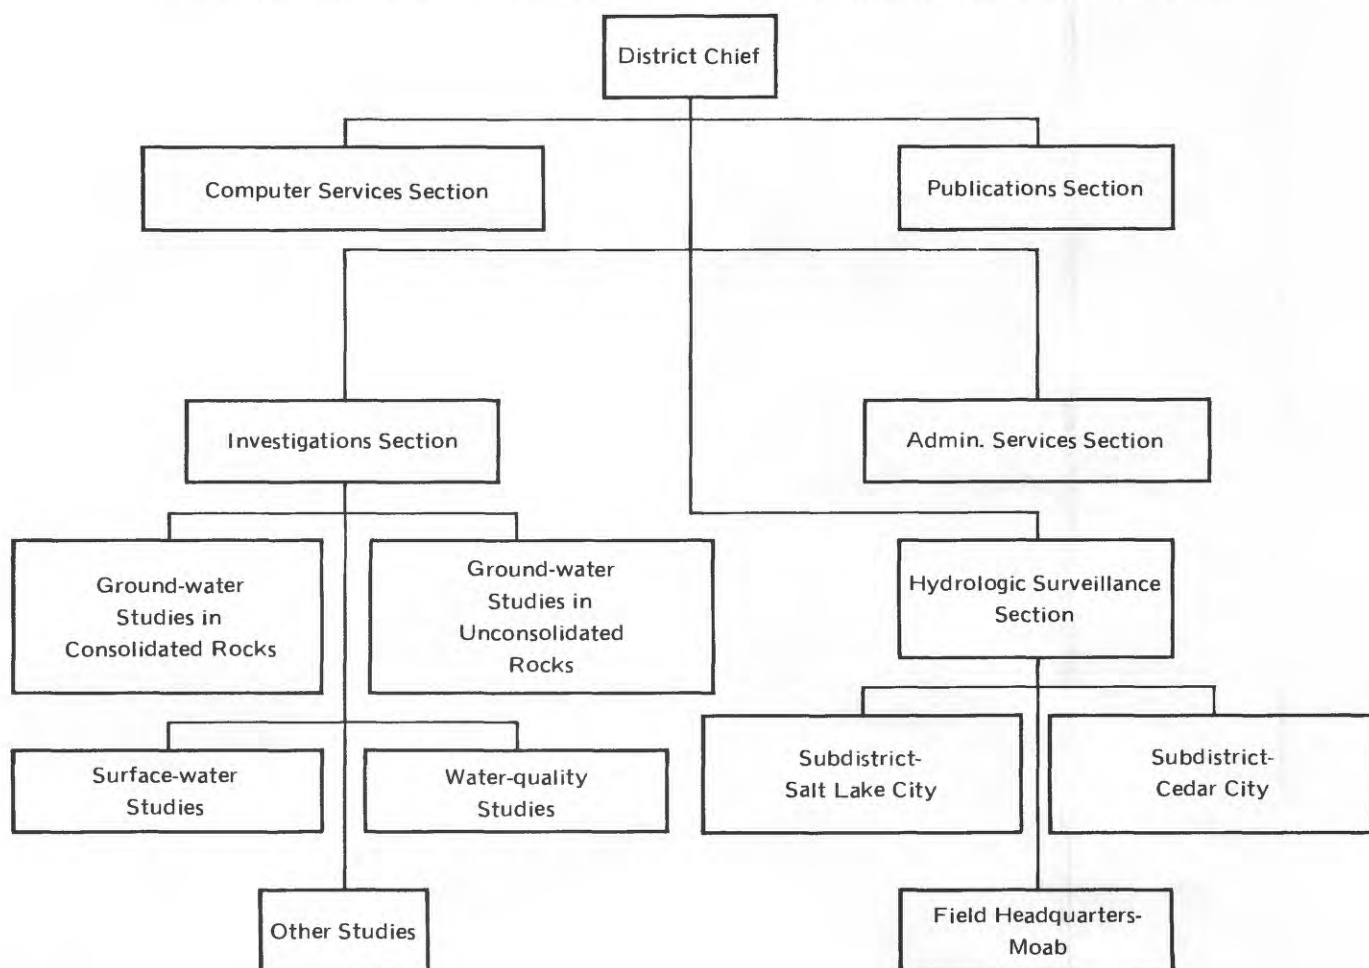 District Chief
Computer Services Section
Publications Section
Investigations Section
Admin. Services Section
Ground-water
Studies in
Consolidated Rocks
Ground-water
Studies in
Unconsolidated
Rocks
Hydrologic Surveillance
Section
Surface-water
Studies
Water-quality
Studies
Subdistrict-
Salt Lake City
Subdistrict-
Cedar City
Other Studies
Field Headquarters-
Moab